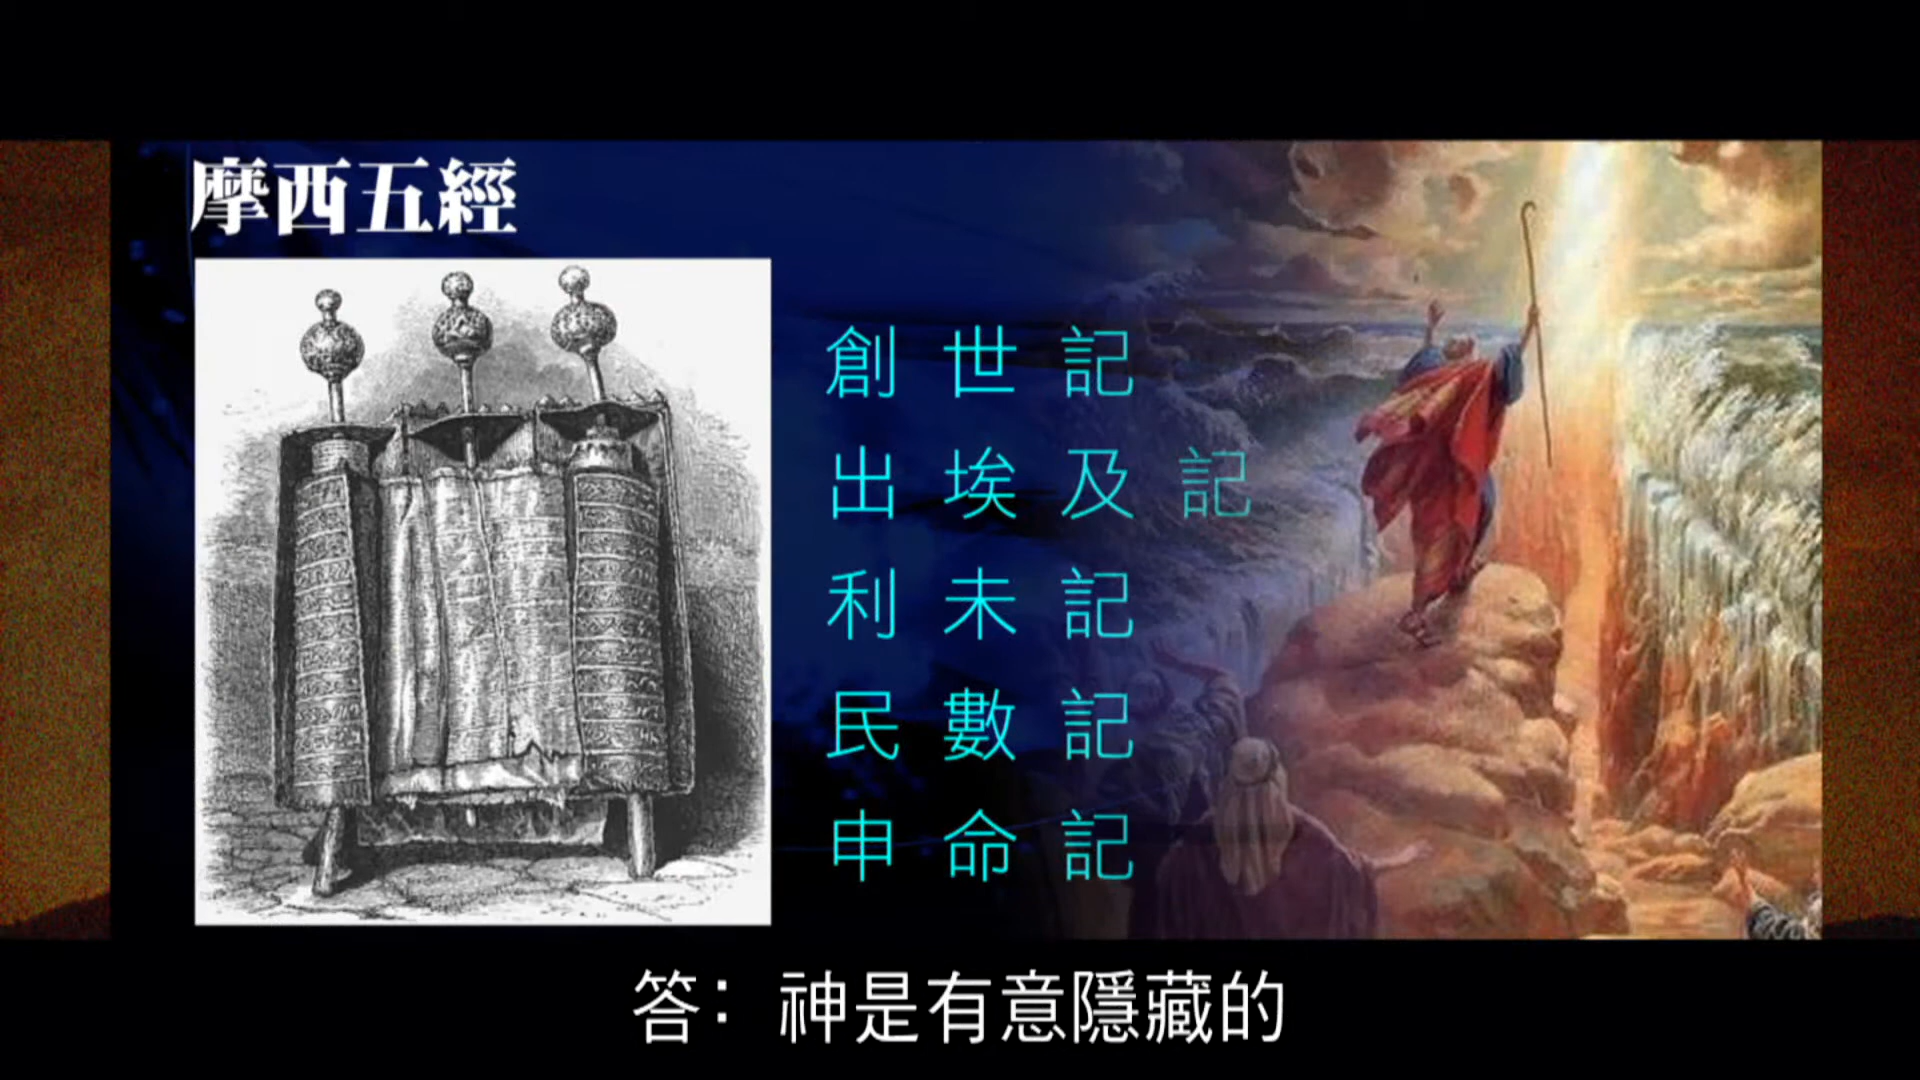 摩西五經
創世記
出埃及記
利未記
民數記
申命記
答：神是有意隱藏的